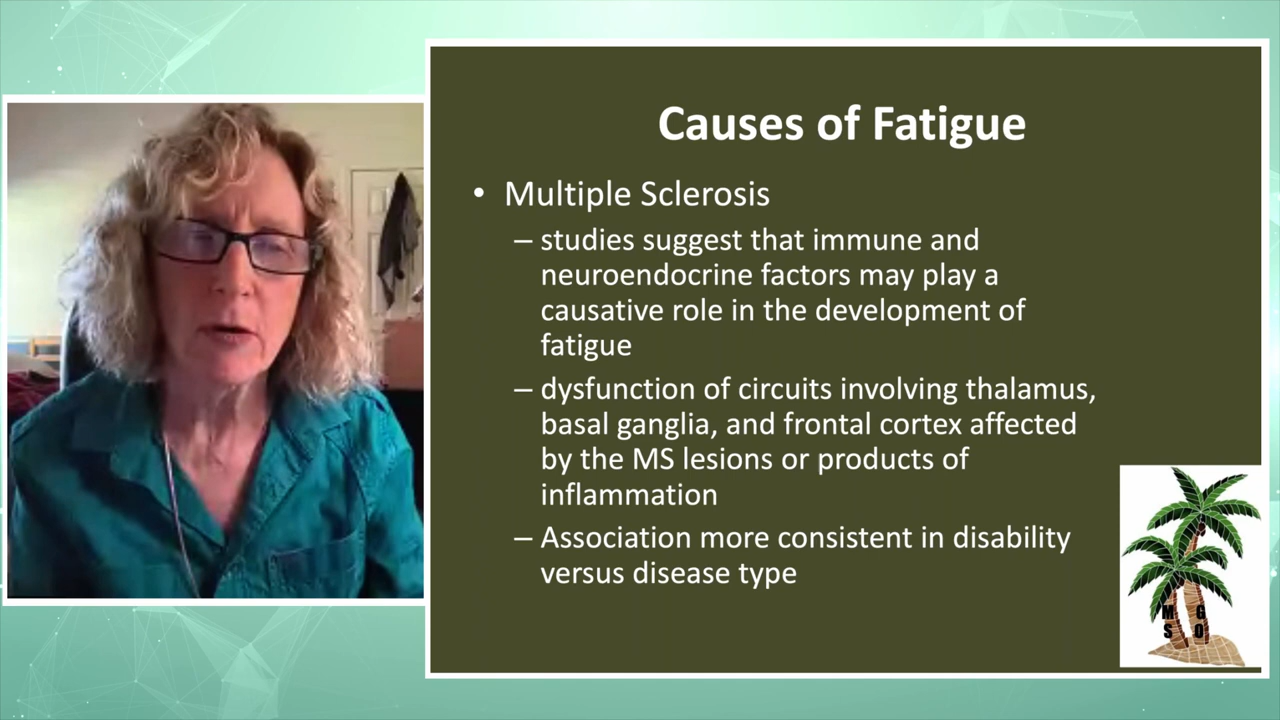 Causes of Fatigue
• Multiple Sclerosis
– studies suggest that immune and
neuroendocrine factors may play a
causative role in the development of
fatigue
– dysfunction of circuits involving thalamus,
basal ganglia, and frontal cortex affected
by the MS lesions or products of
inflammation
– Association more consistent in disability
versus disease type
M G
S O